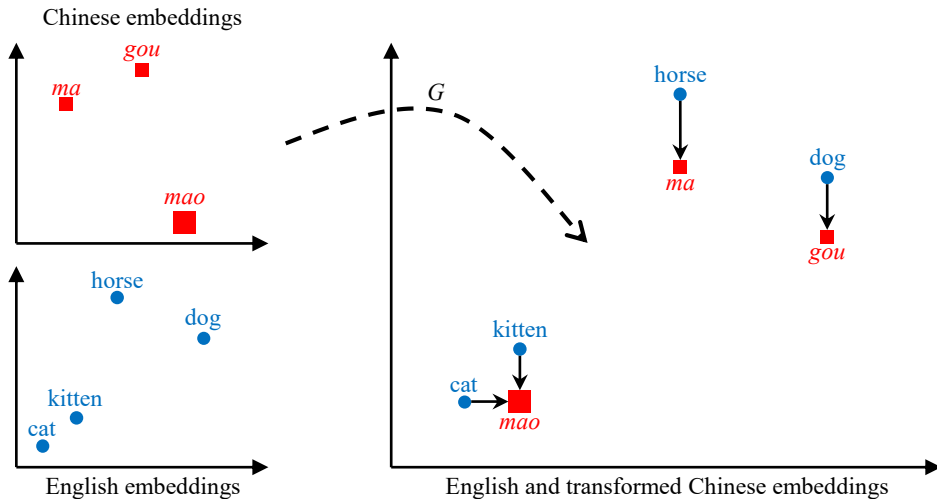 Chinese embeddings
gou
ma
mao
horse
dog
kitten
cat
English embeddings
G
horse
ma
dog
gou
kitten
cat
mao
English and transformed Chinese embeddings